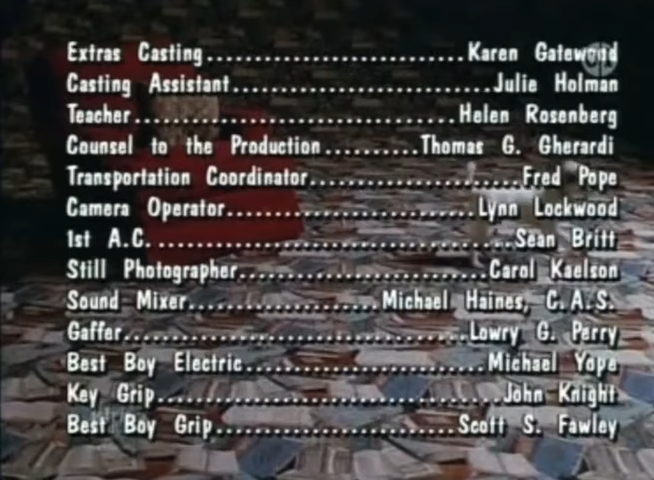 Extras Casting...........................Karen Gatewood
Casting Assistant...........................Julie Holman
Teacher..................................Helen Rosenberg
Counsel to the Production..........Thomas G. Gherardi
Transportation Coordinator......................Fred Pope
Camera Operator..........................Lynn Lockwood
1st A.C. .....................................Sean Britt
Still Photographer..........................Carol Kaelson
Sound Mixer....................Michael Haines, C.A.S.
Gaffer....................................Lowry G. Perry
Best Boy Electric.........................Michael Yope
Key Grip....................................John Knight
Best Boy Grip.........................Scott S. Fawley